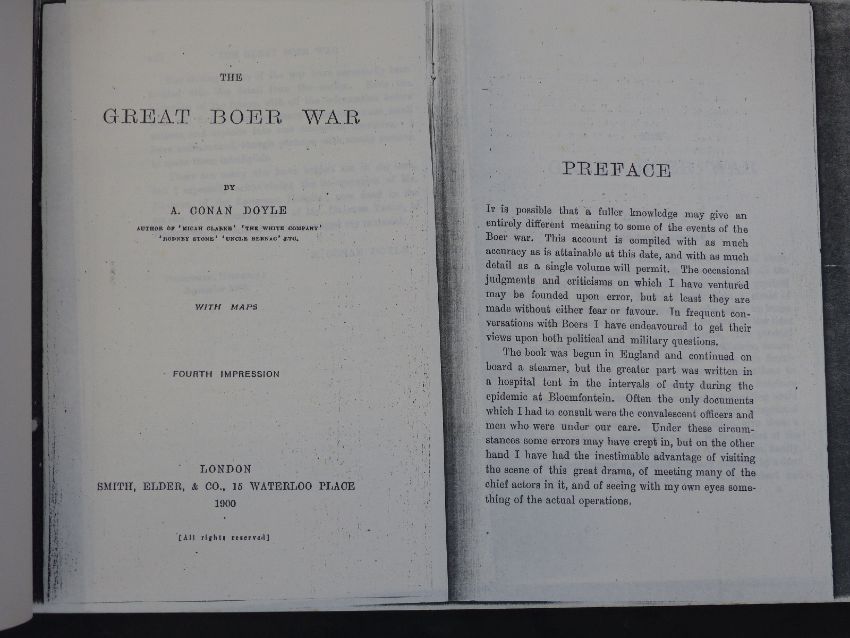 THE
GREAT BOER WAR
BY
A. CONAN DOYLE
AUTHOR OF 'MICAH CLARKE' 'THE WHITE COMPANY'
'RODNEY STONE' 'UNCLE BERNAC' ETC.
WITH MAPS
FOURTH IMPRESSION
LONDON
SMITH, ELDER, & CO., 15 WATERLOO PLACE
1900
[All rights reserved]
PREFACE
IT is possible that a fuller knowledge may give an
entirely different meaning to some of the events of the
Boer war. This account is compiled with as much
accuracy as is attainable at this date, and with as much
detail as a single volume will permit. The occasional
judgments and criticisms on which I have ventured
may be founded upon error, but at least they are
made without either fear or favour. In frequent con-
versations with Boers I have endeavoured to get their
views upon both political and military questions.
The book was begun in England and continued on
board a steamer, but the greater part was written in
a hospital tent in the intervals of duty during the
epidemic at Bloemfontein. Often the only documents
which I had to consult were the convalescent officers and
men who were under our care. Under these circum-
stances some errors may have crept in, but on the other
hand I have had the inestimable advantage of visiting
the scene of this great drama, of meeting many of the
chief actors in it, and of seeing with my own eyes some-
thing of the actual operations.